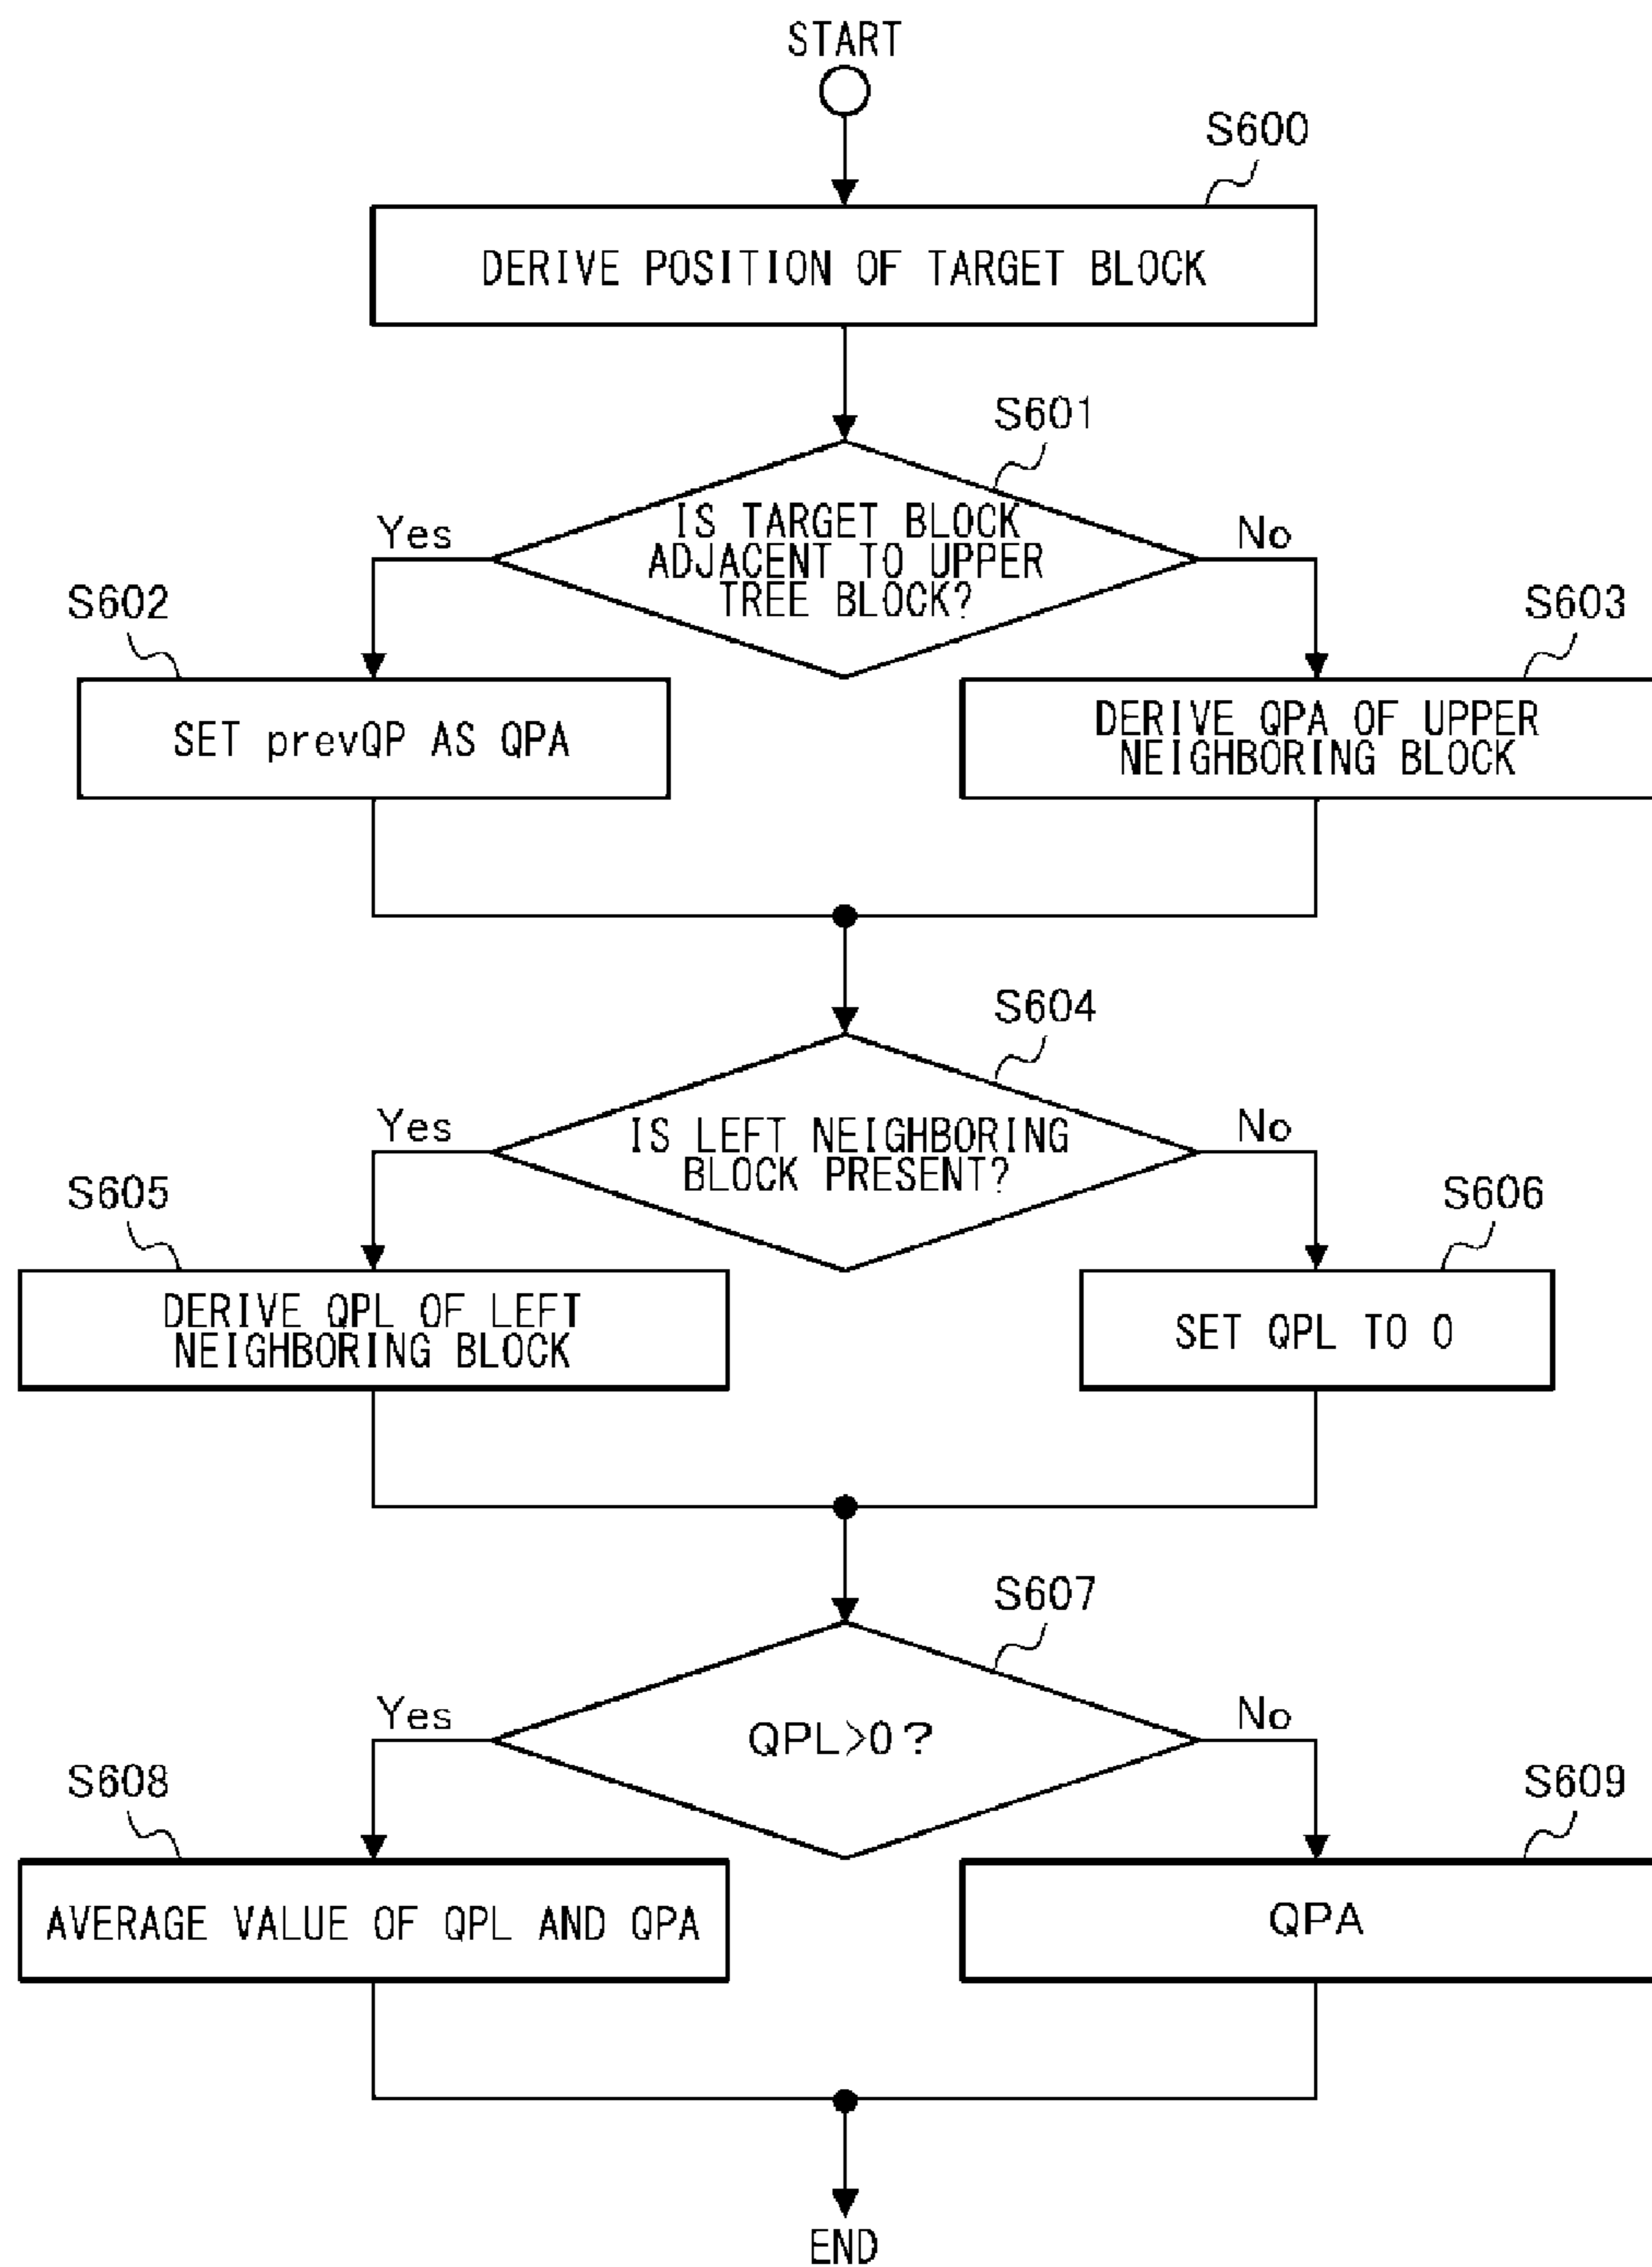 START
S600
DERIVE POSITION OF TARGET BLOCK
S601
IS TARGET BLOCK
ADJACENT TO UPPER
TREE BLOCK?
Yes
No
S602
S603
SET prevQP AS QPA
DERIVE QPA OF UPPER
NEIGHBORING BLOCK
S604
IS LEFT NEIGHBORING
BLOCK PRESENT?
Yes
No
S605
S606
DERIVE QPL OF LEFT
NEIGHBORING BLOCK
SET QPL TO 0
S607
QPL>0?
Yes
No
S608
S609
AVERAGE VALUE OF QPL AND QPA
QPA
END